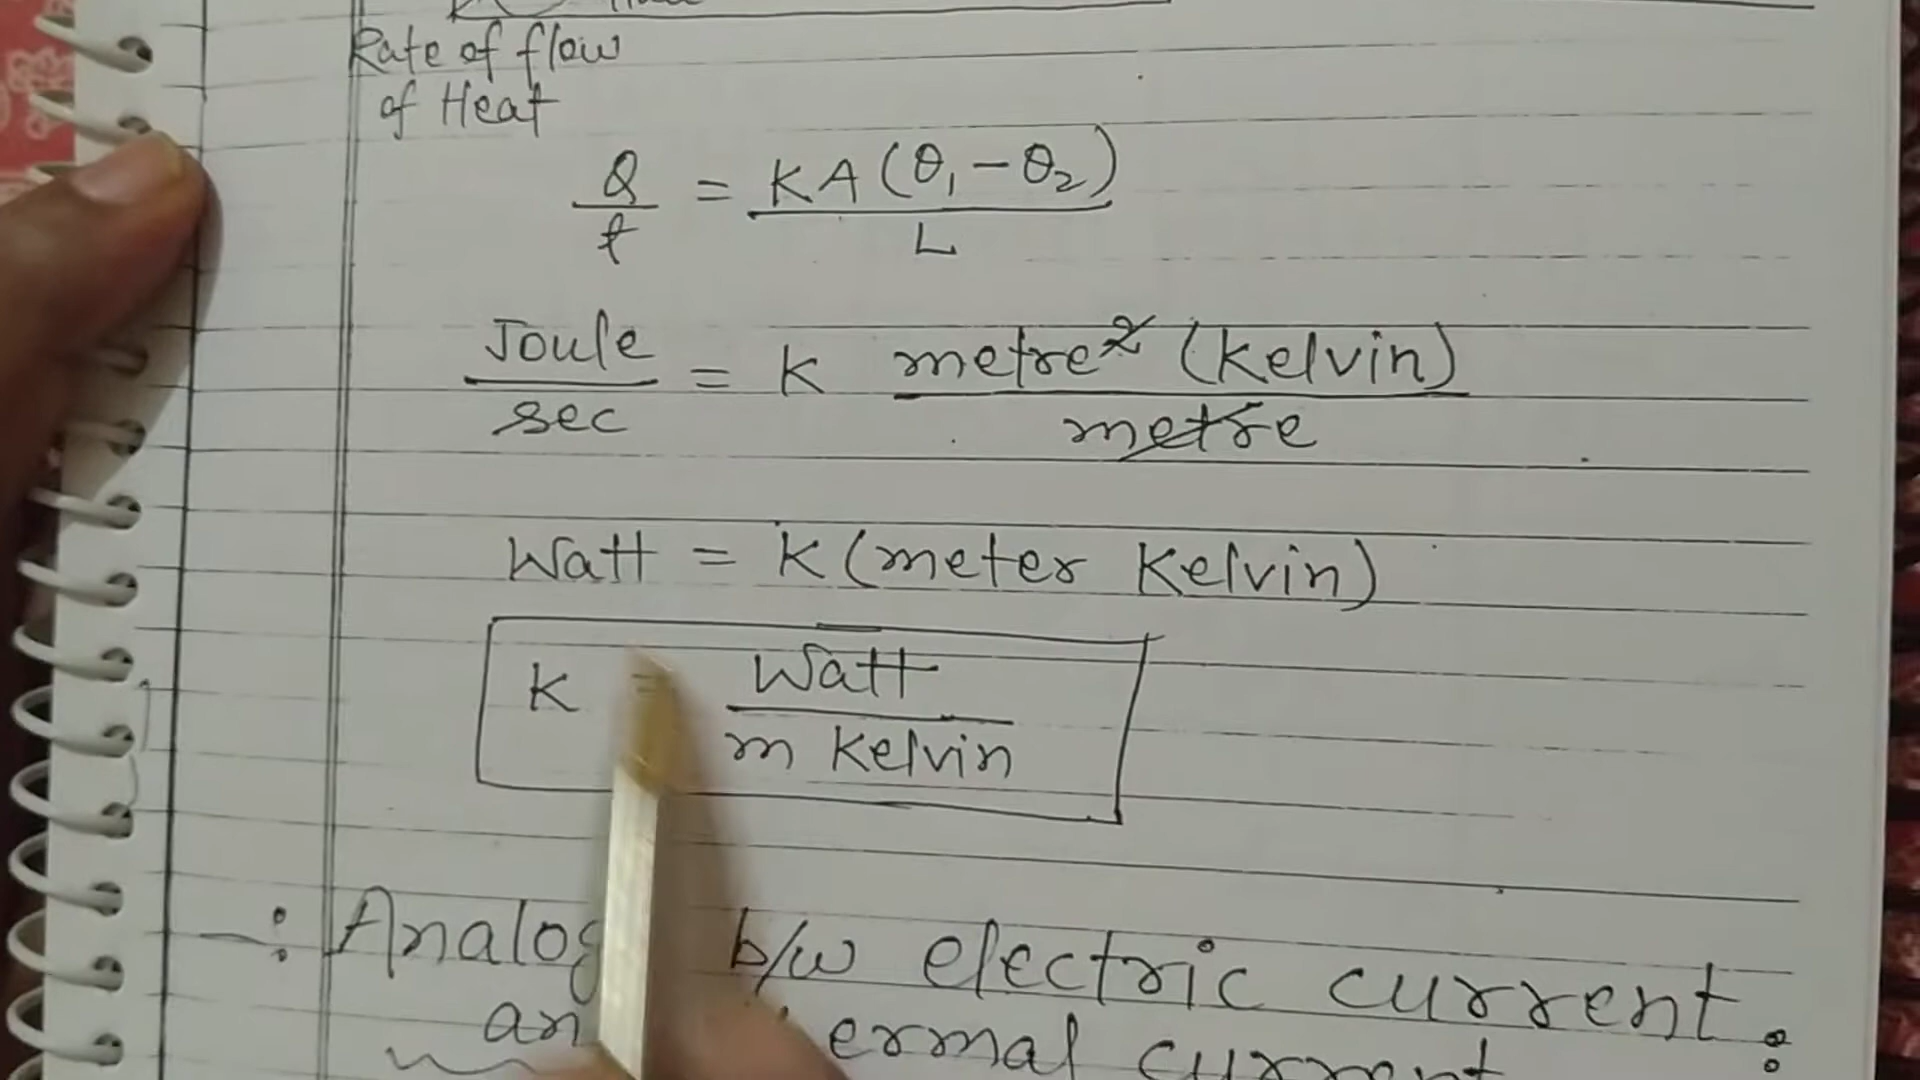 Rate of flow
of Heat
Q/t = KA(θ₁-θ₂)/L
Joule/sec = K metre² (Kelvin)/metre
Watt = K (meter Kelvin)
K = Watt/m Kelvin
b/w electric current
current